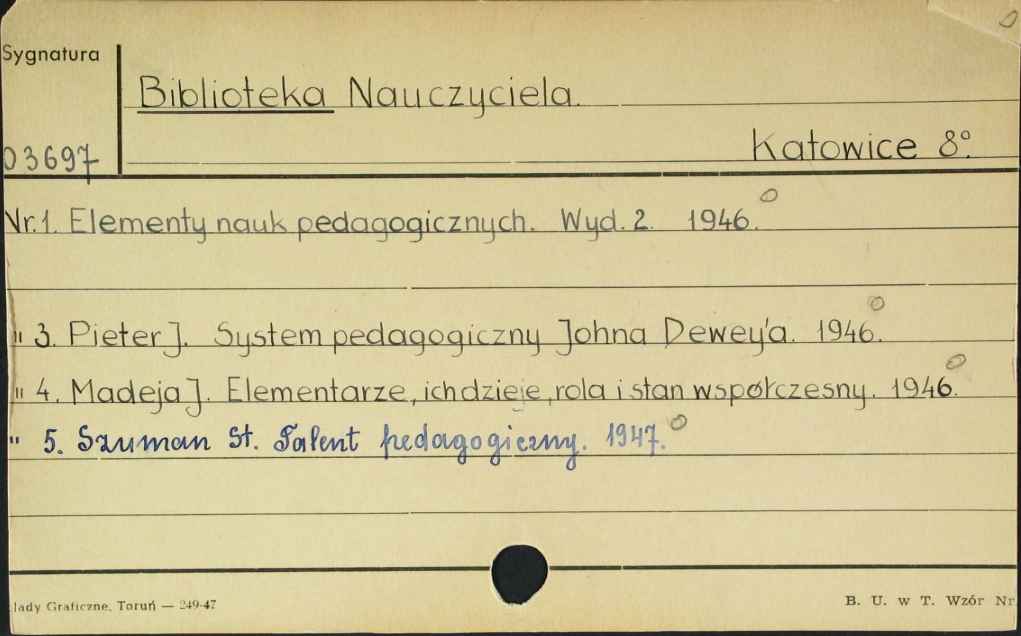 Sygnatura
Biblioteka Nauczyciela.
03697
Katowice 8°.
Nr.1. Elementy nauk pedagogicznych. Wyd. 2. 1946.
" 3. Pieter J. System pedagogiczny Johna Dewey'a. 1946.
" 4. Madeja J. Elementarze, ich dzieje, rola i stan współczesny. 1946.
" 5. Szuman St. Talent pedagogiczny. 1947.
łady Graficzne, Toruń — 249-47
B. U. w T. Wzór Nr